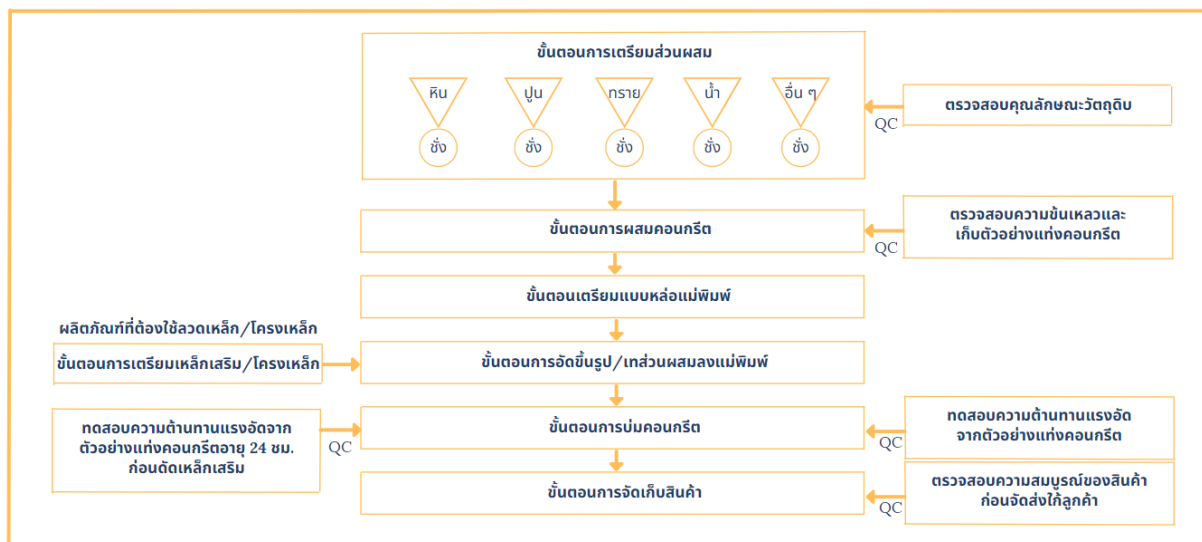 ขั้นตอนการเตรียมส่วนผสม
หิน
ปูน
ทราย
น้ำ
อื่น ๆ
ชั่ง
ชั่ง
ชั่ง
ชั่ง
ชั่ง
QC
ตรวจสอบคุณลักษณะวัตถุดิบ
ขั้นตอนการผสมคอนกรีต
QC
ตรวจสอบความข้นเหลวและ
เก็บตัวอย่างแท่งคอนกรีต
ขั้นตอนเตรียมแบบหล่อแม่พิมพ์
ผลิตภัณฑ์ที่ต้องใช้ลวดเหล็ก/โครงเหล็ก
ขั้นตอนการเตรียมเหล็กเสริม/โครงเหล็ก
ขั้นตอนการอัดขึ้นรูป/เทส่วนผสมลงแม่พิมพ์
ทดสอบความต้านทานแรงอัดจาก
ตัวอย่างแท่งคอนกรีตอายุ 24 ชม.
ก่อนดัดเหล็กเสริม
QC
ขั้นตอนการบ่มคอนกรีต
QC
ทดสอบความต้านทานแรงอัด
จากตัวอย่างแท่งคอนกรีต
ขั้นตอนการจัดเก็บสินค้า
QC
ตรวจสอบความสมบูรณ์ของสินค้า
ก่อนจัดส่งใก้ลูกค้า